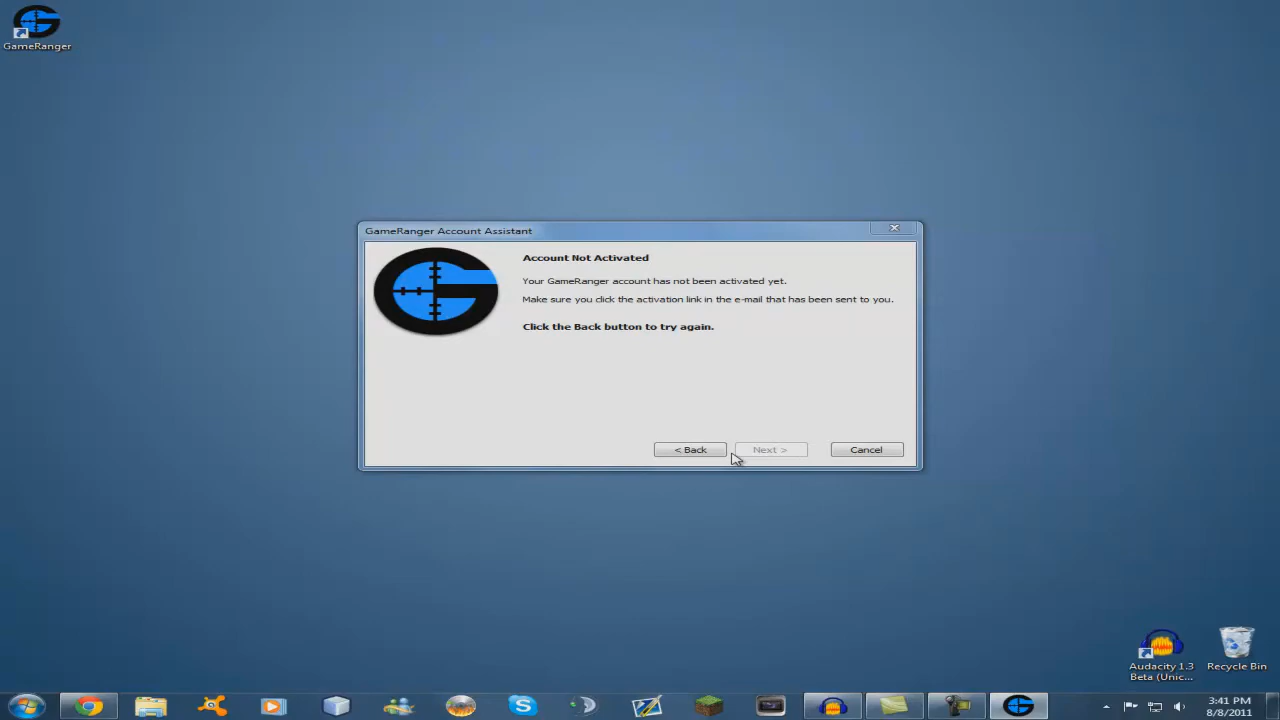 GameRanger
GameRanger Account Assistant
Account Not Activated
Your GameRanger account has not been activated yet.
Make sure you click the activation link in the e-mail that has been sent to you.
Click the Back button to try again.
< Back
Next >
Cancel
Audacity 1.3
Beta (Unic...
Recycle Bin
3:41 PM
8/8/2011